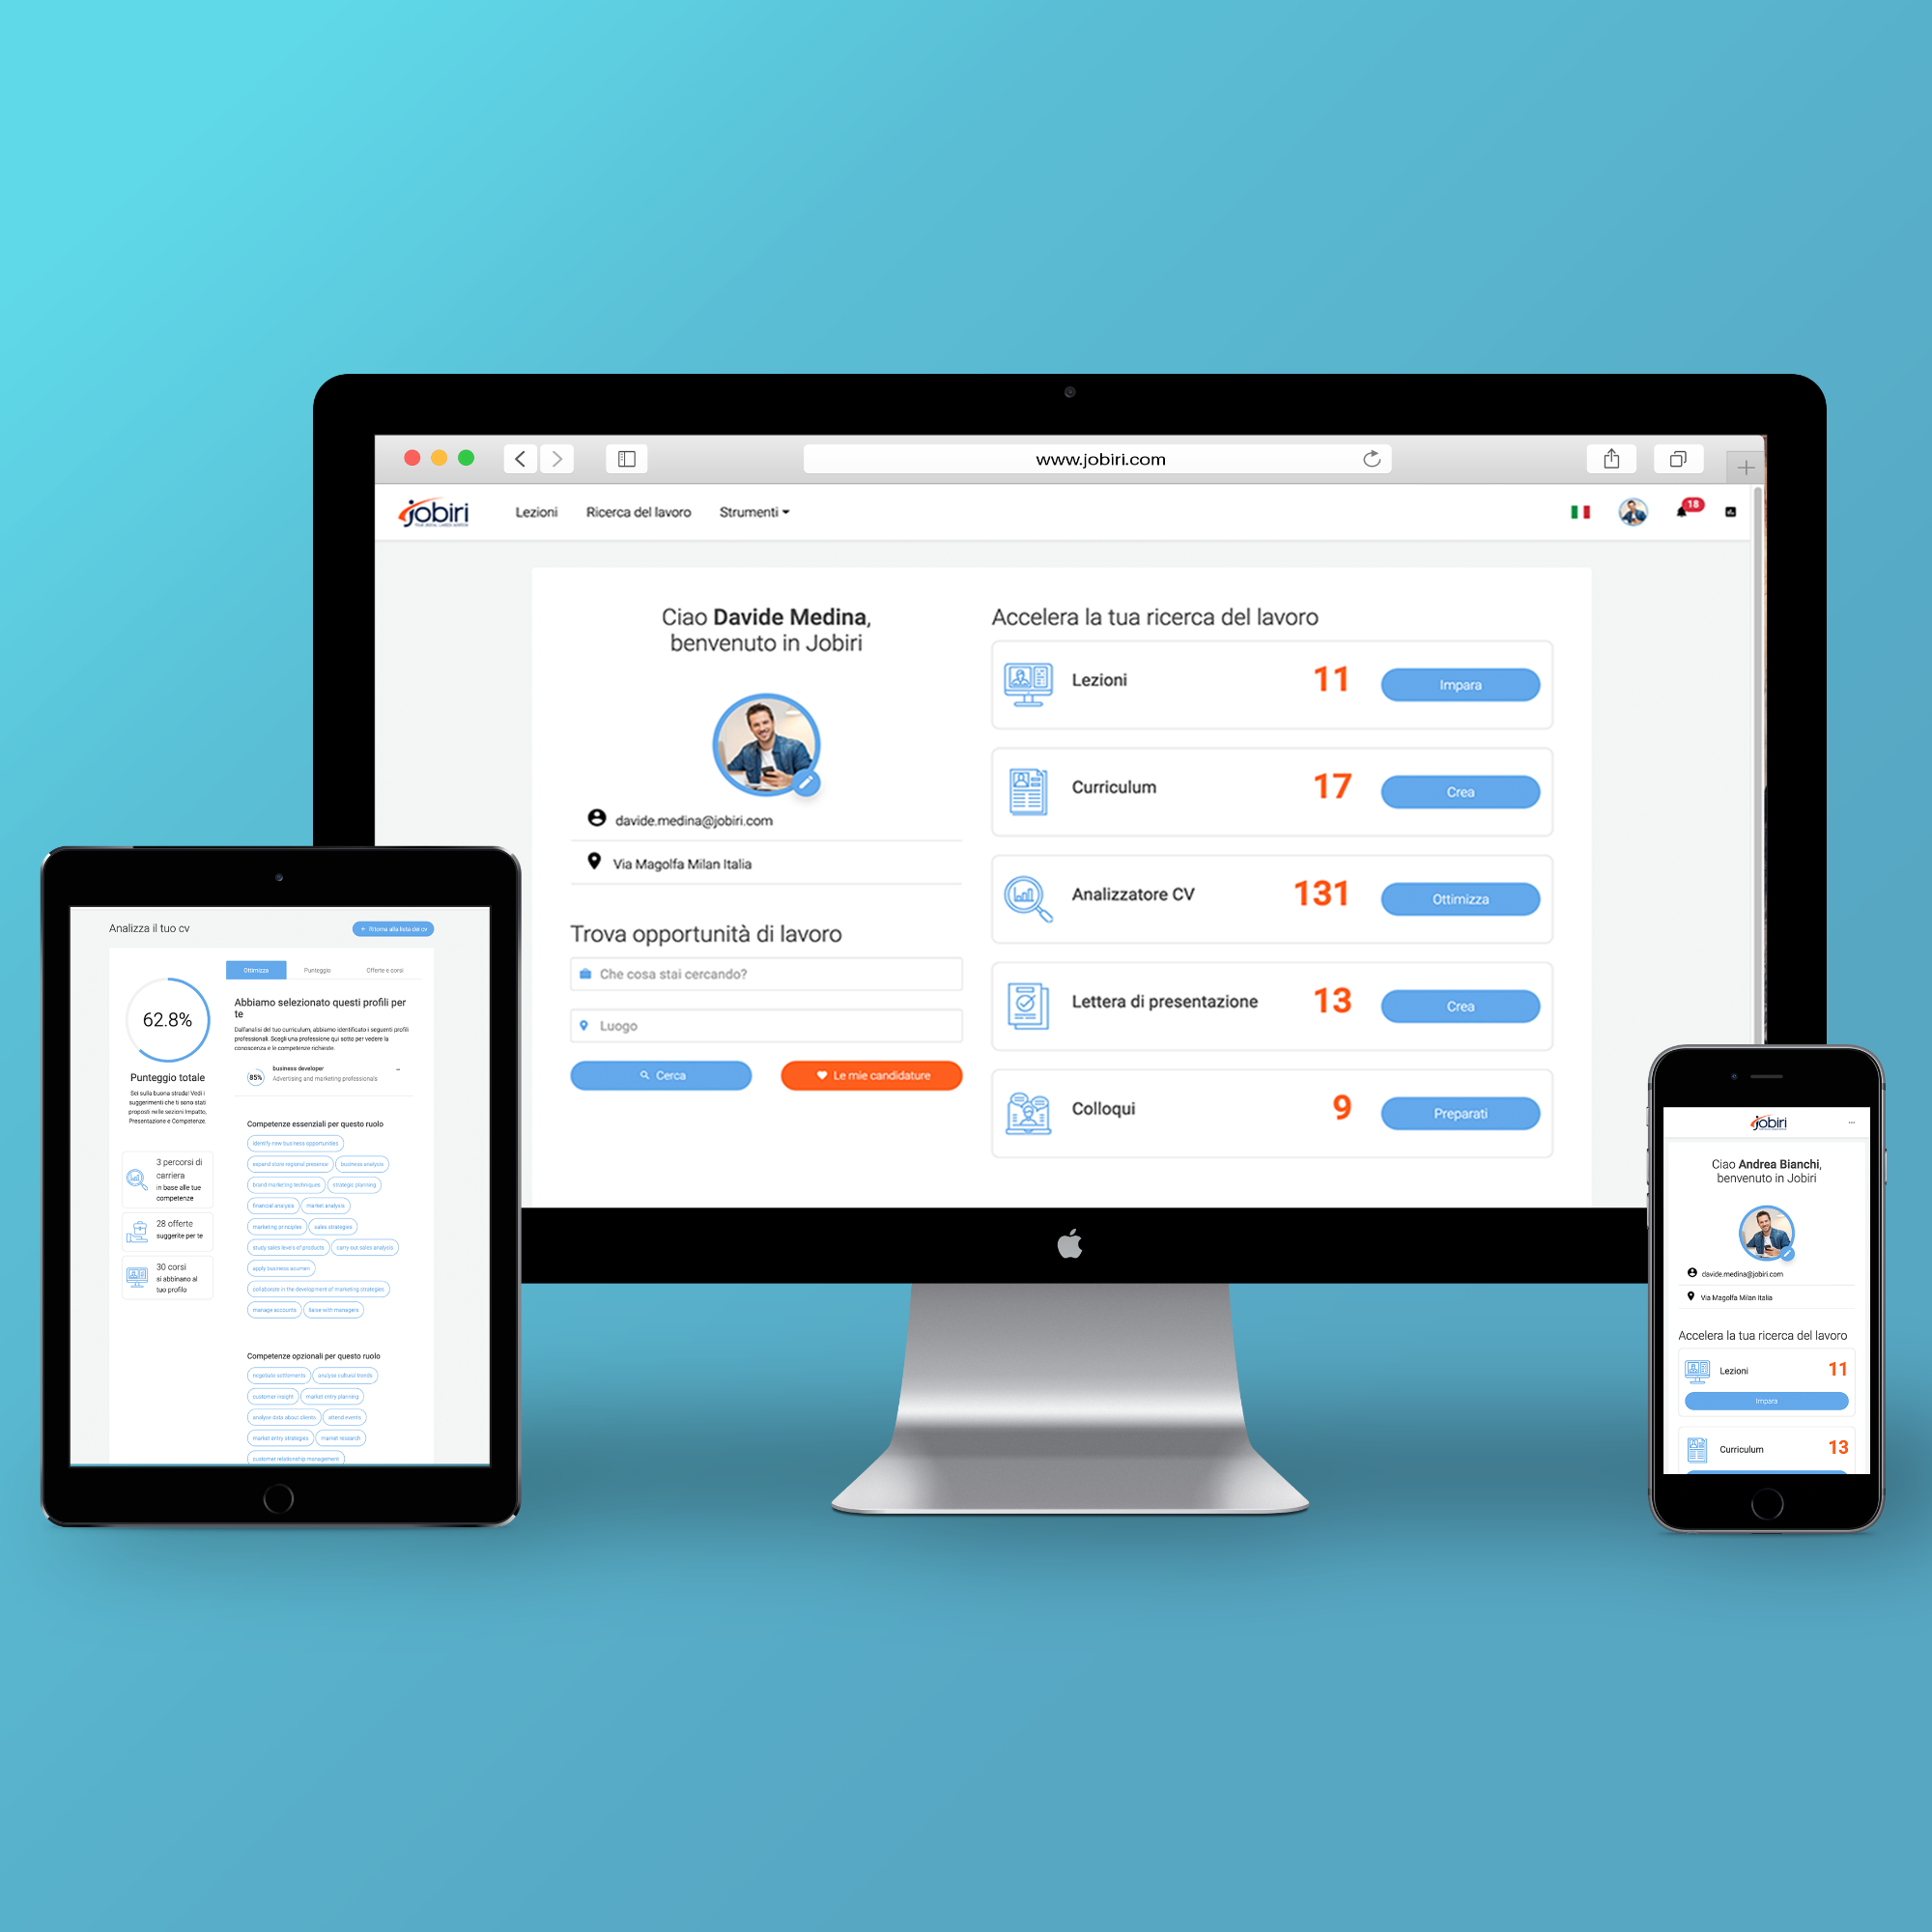 www.jobiri.com
jobiri
Lezioni
Ricerca del lavoro
Strumenti
18
Ciao Davide Medina,
benvenuto in Jobiri
davide.medina@jobiri.com
Via Magolfa Milan Italia
Trova opportunità di lavoro
Che cosa stai cercando?
Luogo
Cerca
Le mie candidature
Accelera la tua ricerca del lavoro
Lezioni
11
Impara
Curriculum
17
Crea
Analizzatore CV
131
Ottimizza
Lettera di presentazione
13
Crea
Colloqui
9
Preparati
Analizza il tuo cv
Ritorna alla lista dei cv
62.8%
Punteggio totale
Sei sulla buona strada! Vedi i
suggerimenti che ti sono stati
proposti nelle sezioni Impatto,
Presentazione e Competenze.
3 percorsi di
carriera
in base alle tue
competenze
28 offerte
suggerite per te
30 corsi
si abbinano al
tuo profilo
Ottimizza
Punteggio
Offerte e corsi
Abbiamo selezionato questi profili per
te
Dall'analisi del tuo curriculum, abbiamo identificato i seguenti profili
professionali. Scegli una professione qui sotto per vedere la
conoscenza e le competenze richieste.
85%
business developer
Advertising and marketing professionals
Competenze essenziali per questo ruolo
identify new business opportunities
expand store regional presence
business analysis
brand marketing techniques
strategic planning
financial analysis
market analysis
marketing principles
sales strategies
study sales levels of products
carry out sales analysis
apply business acumen
collaborate in the development of marketing strategies
manage accounts
liaise with managers
Competenze opzionali per questo ruolo
negotiate settlements
analyse cultural trends
customer insight
market entry planning
analyse data about clients
attend events
market entry strategies
market research
customer relationship management
jobiri
Ciao Andrea Bianchi,
benvenuto in Jobiri
davide.medina@jobiri.com
Via Magolfa Milan Italia
Accelera la tua ricerca del lavoro
Lezioni
11
Impara
Curriculum
13